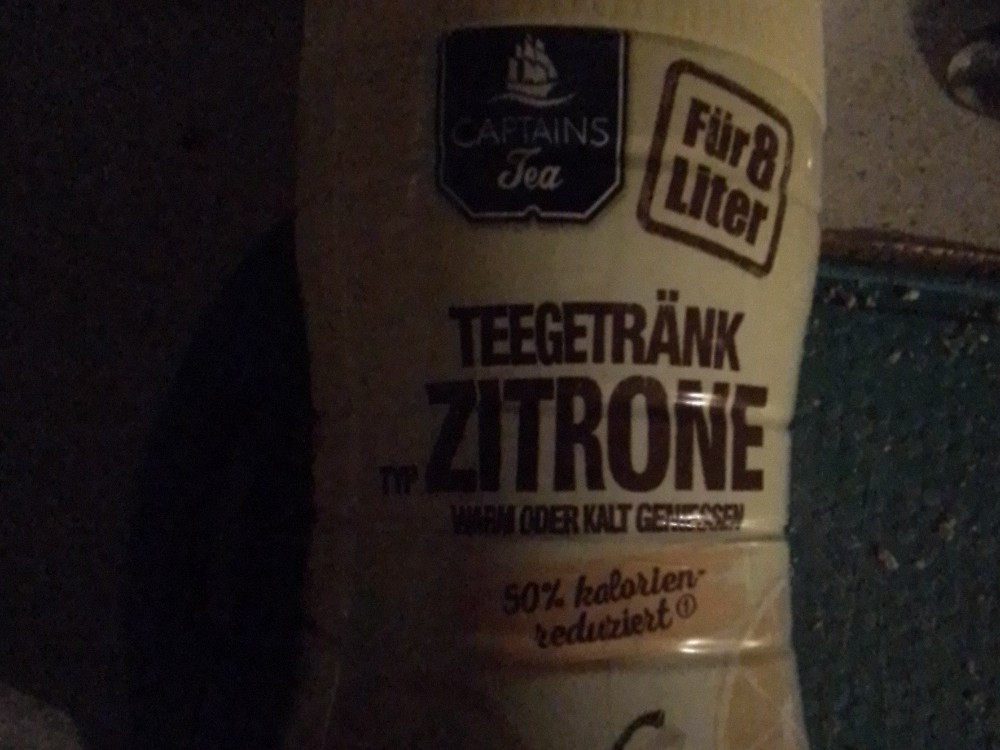 CAPTAINS
Tea
Für 8
Liter
TEEGETRÄNK
TYP ZITRONE
WARM ODER KALT GENIESSEN
50% kalorien-
reduziert ①